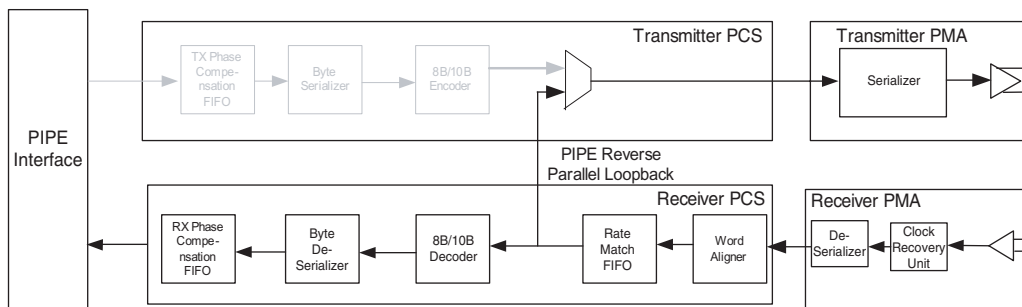 Transmitter PCS
Transmitter PMA
TX Phase
Compe-
nsation
FIFO
Byte
Serializer
8B/10B
Encoder
Serializer
PIPE
Interface
PIPE Reverse
Parallel Loopback
Receiver PCS
Receiver PMA
RX Phase
Compe-
nsation
FIFO
Byte
De-
Serializer
8B/10B
Decoder
Rate
Match
FIFO
Word
Aligner
De-
Serializer
Clock
Recovery
Unit